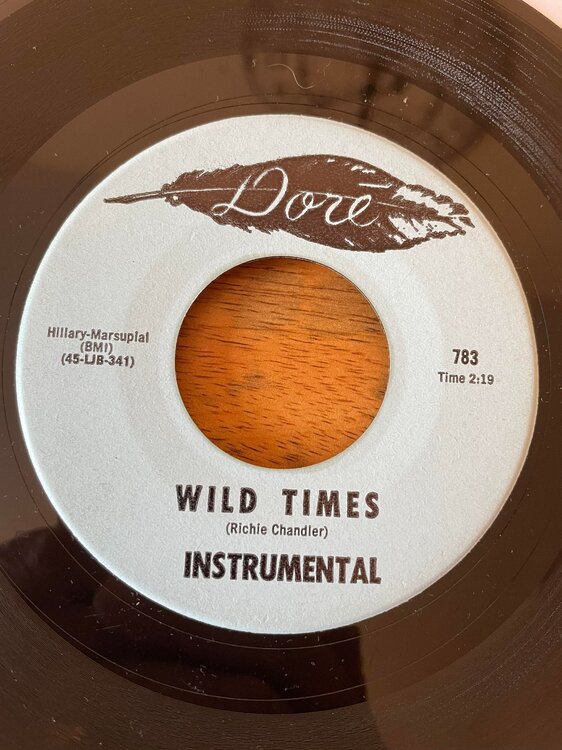 Doré
Hillary-Marsupial
(BMI)
(45-LJB-341)
783
Time 2:19
WILD TIMES
(Richie Chandler)
INSTRUMENTAL